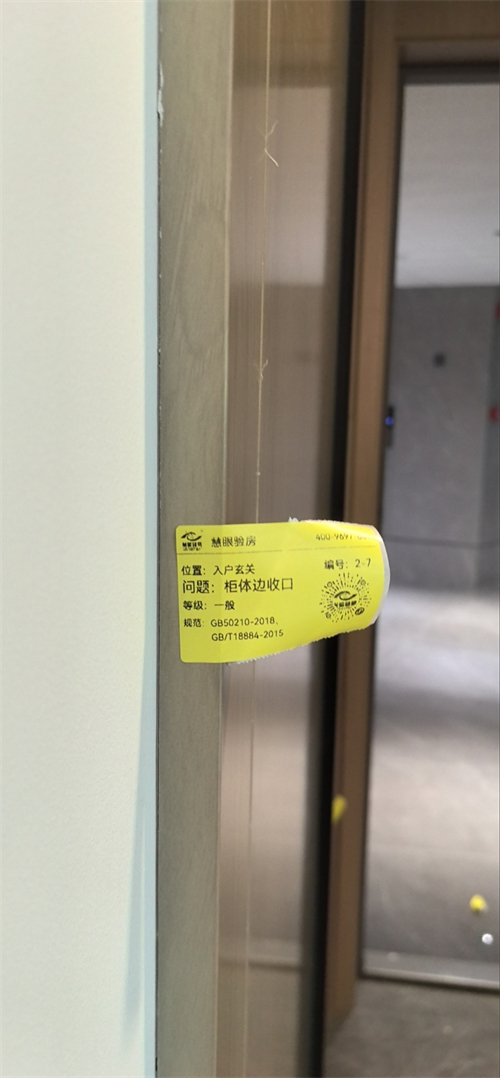 慧眼验房
位置：入户玄关 编号：2-7
问题：柜体边收口
等级：一般
规范：GB50210-2018、
GB/T18884-2015